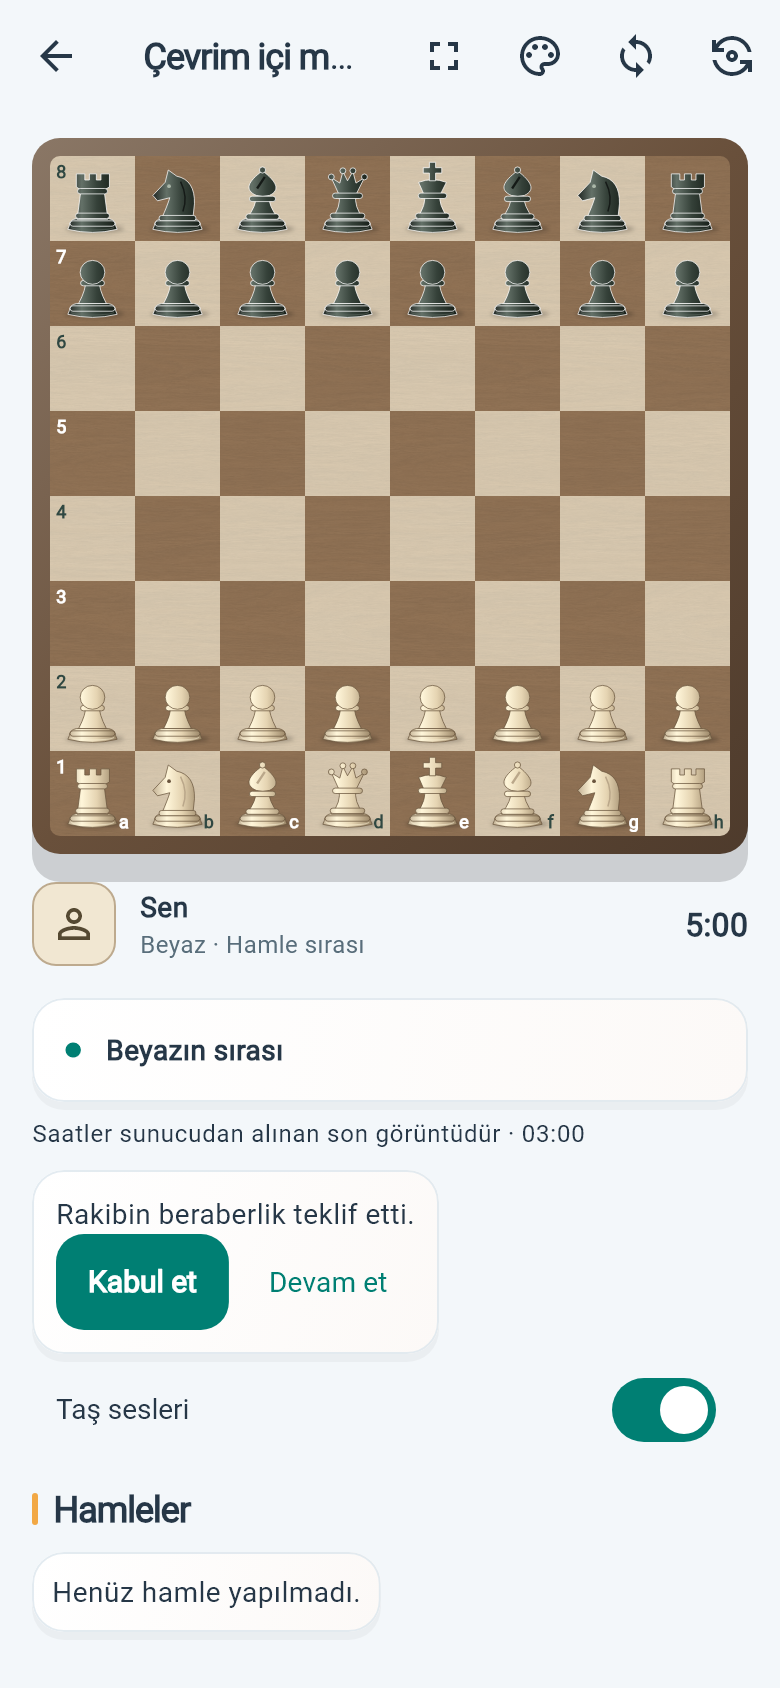 Çevrim içi m...
8
7
6
5
4
3
2
1
a b c d e f g h
Sen
Beyaz · Hamle sırası
5:00
Beyazın sırası
Saatler sunucudan alınan son görüntüdür · 03:00
Rakibin beraberlik teklif etti.
Kabul et
Devam et
Taş sesleri
Hamleler
Henüz hamle yapılmadı.